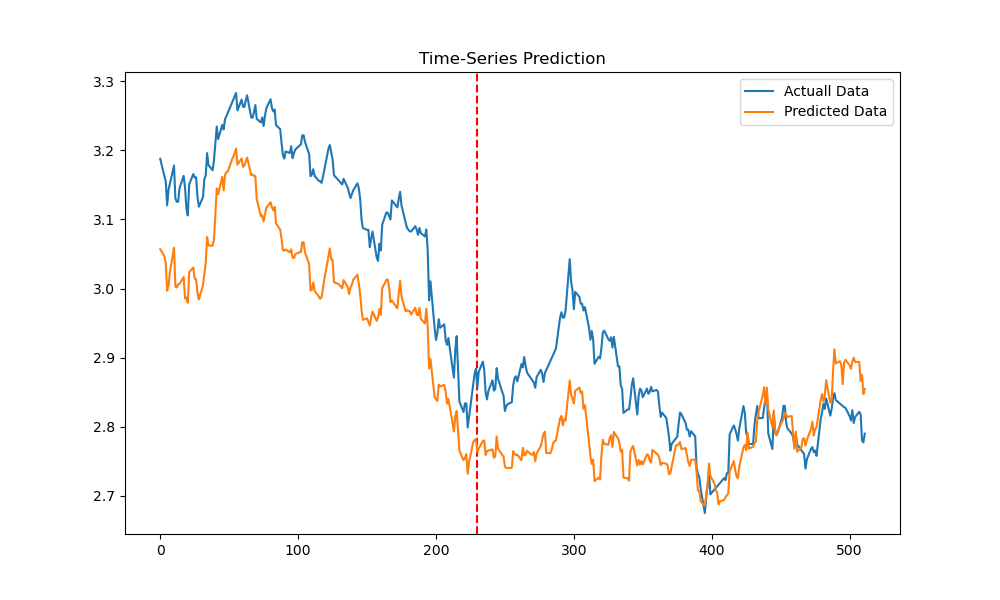 Time-Series Prediction
Actuall Data
Predicted Data
3.3
3.2
3.1
3.0
2.9
2.8
2.7
0 100 200 300 400 500